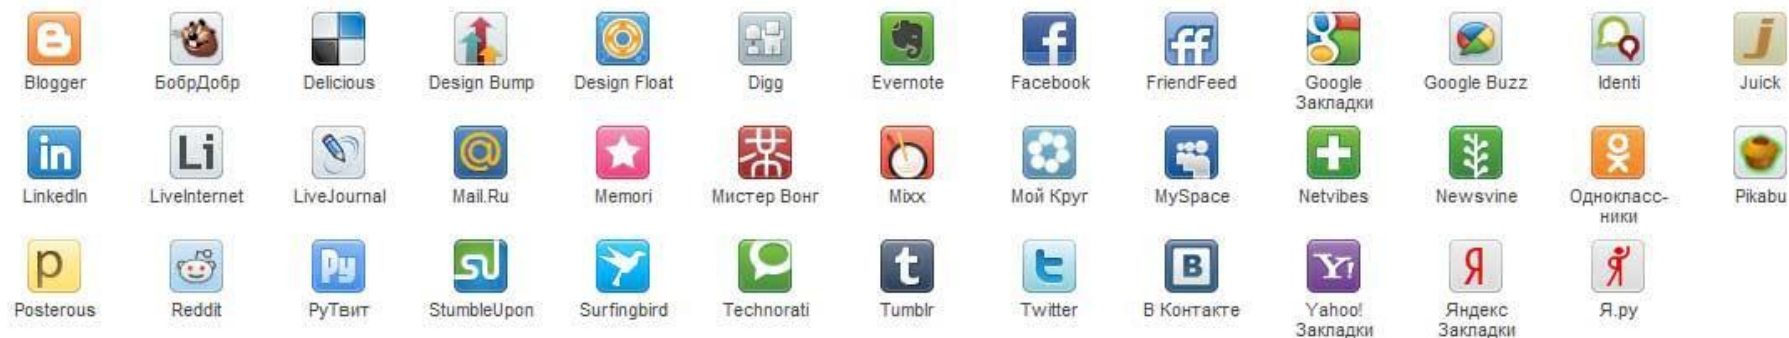 Blogger БобрДобр Delicious Design Bump Design Float Digg Evernote Facebook FriendFeed Google Закладки Google Buzz Identi Juick
LinkedIn LiveInternet LiveJournal Mail.Ru Memori Мистер Вонг Mixx Мой Круг MySpace Netvibes Newsvine Однокласс-ники Pikabu
Posterous Reddit РуТвит StumbleUpon Surfingbird Technorati Tumblr Twitter В Контакте Yahoo! Закладки Яндекс Закладки Я.ру